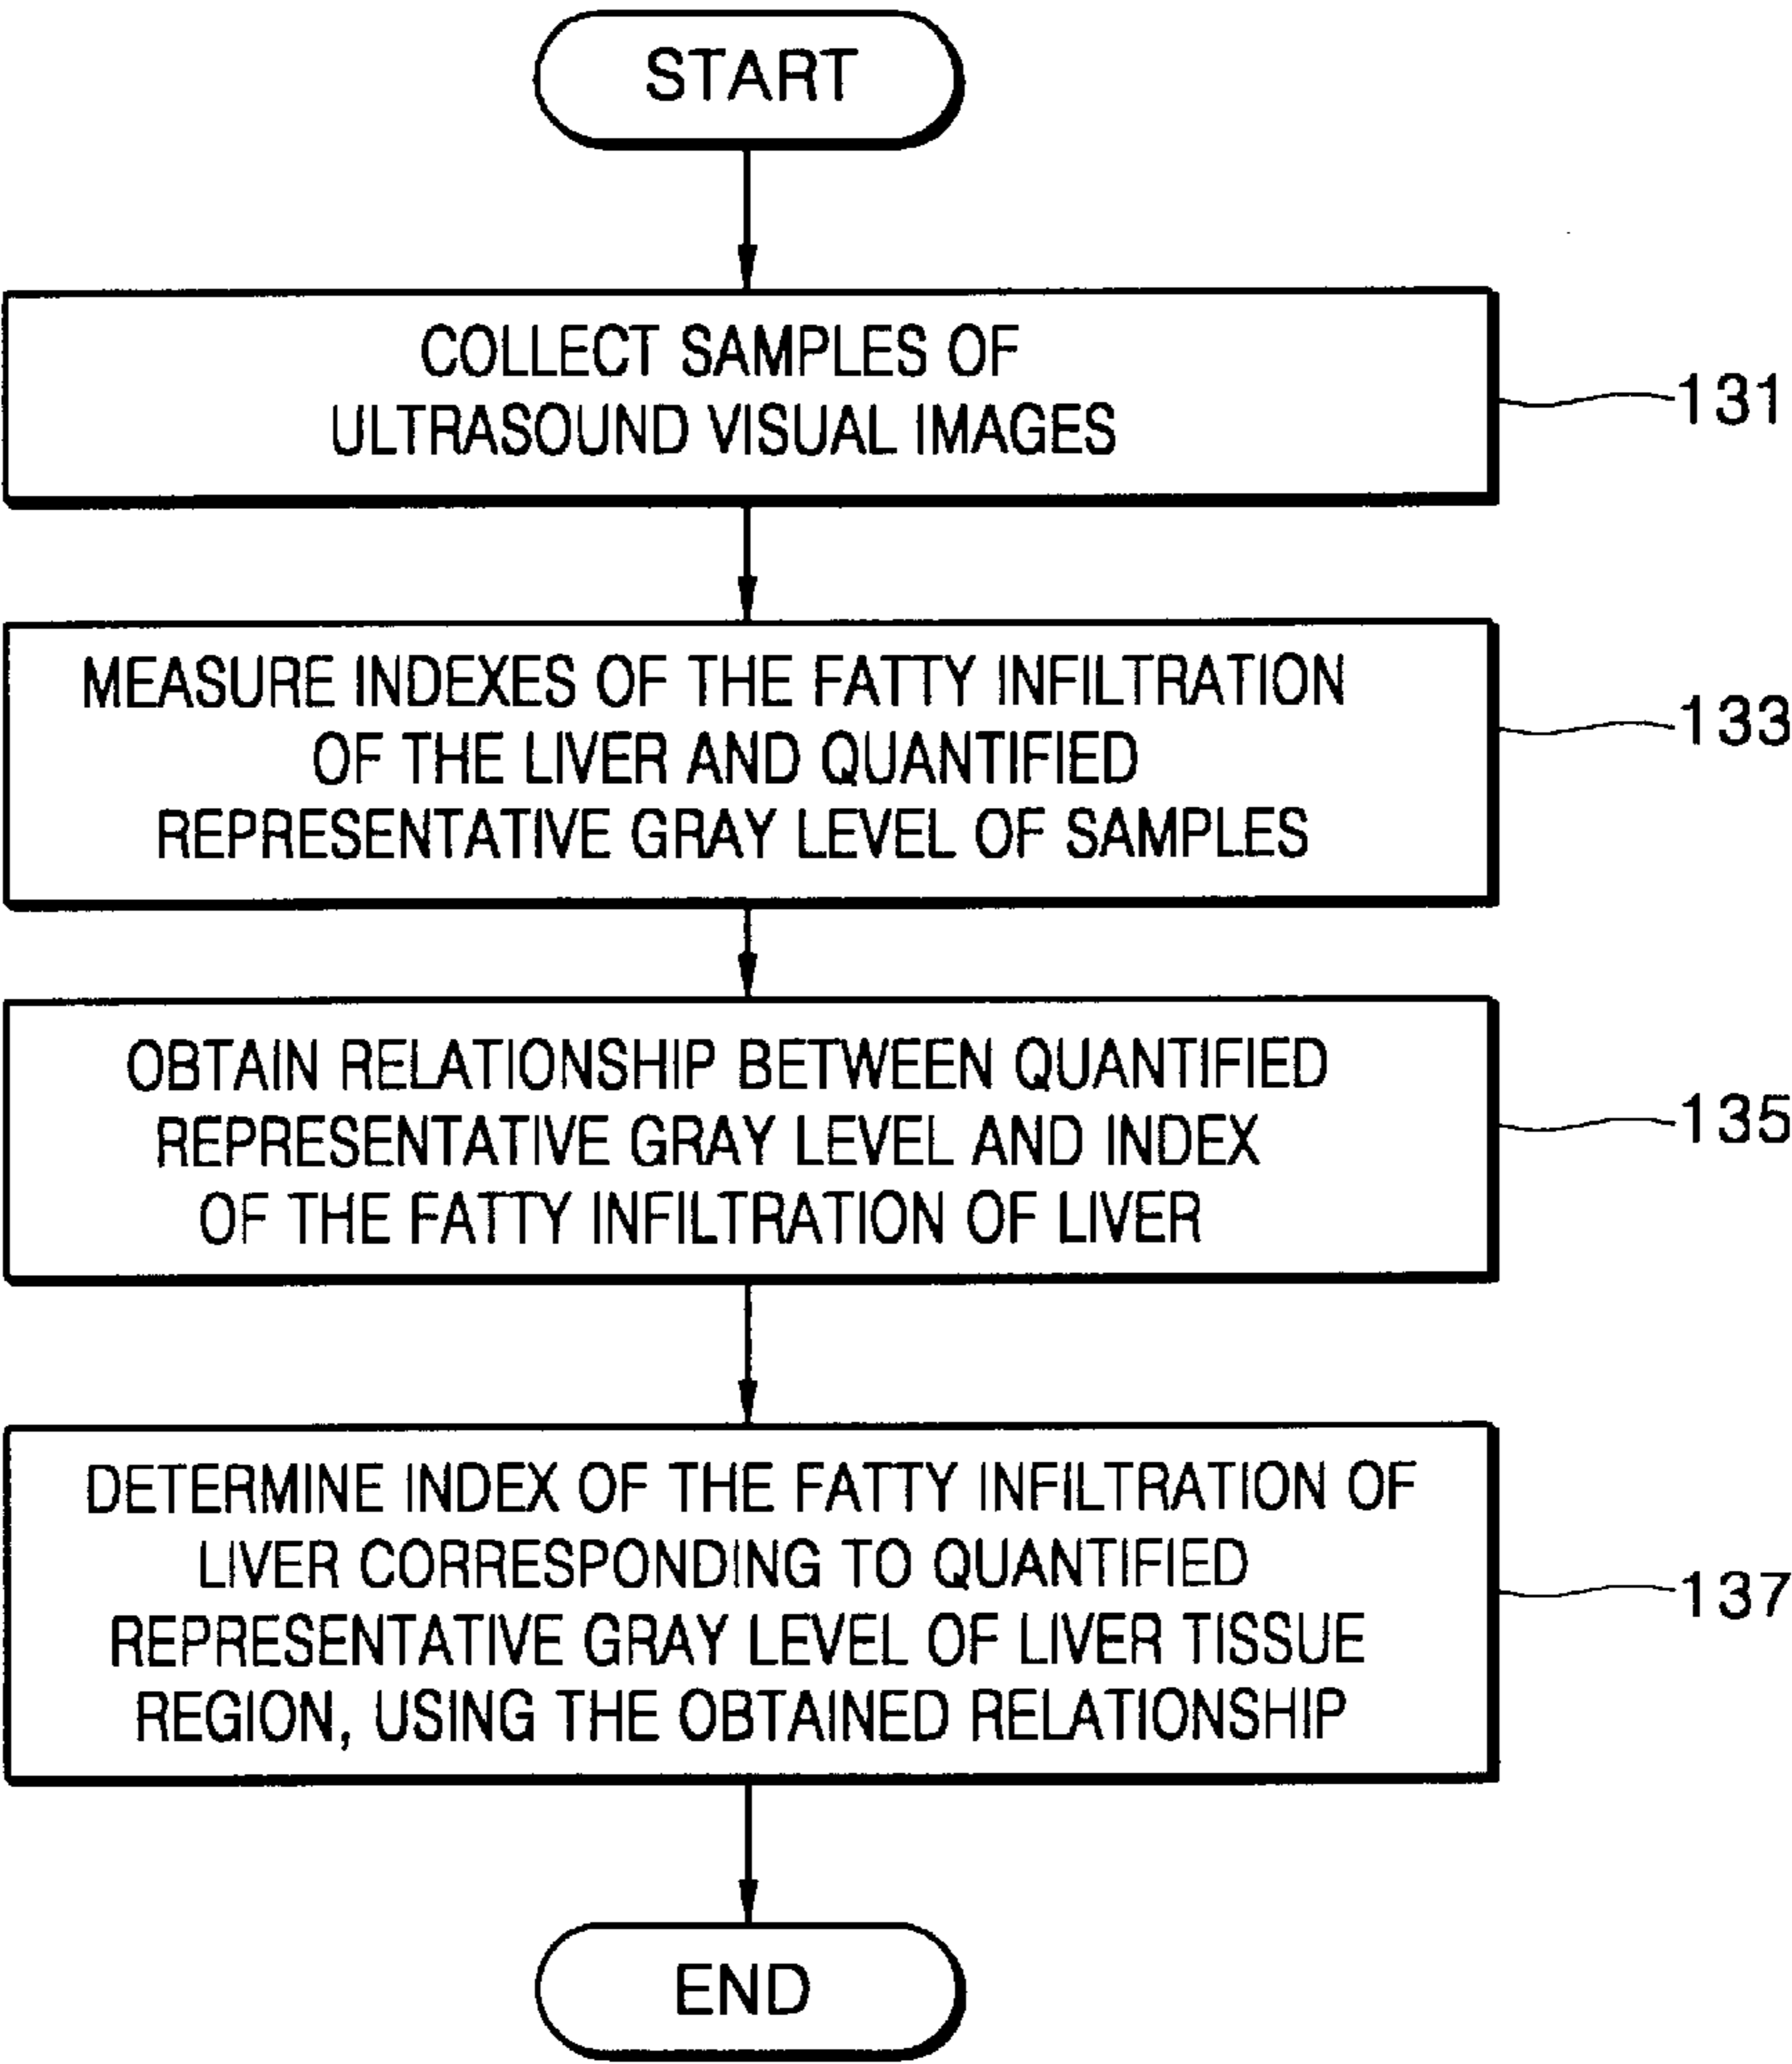 START
COLLECT SAMPLES OF
ULTRASOUND VISUAL IMAGES
131
MEASURE INDEXES OF THE FATTY INFILTRATION
OF THE LIVER AND QUANTIFIED
REPRESENTATIVE GRAY LEVEL OF SAMPLES
133
OBTAIN RELATIONSHIP BETWEEN QUANTIFIED
REPRESENTATIVE GRAY LEVEL AND INDEX
OF THE FATTY INFILTRATION OF LIVER
135
DETERMINE INDEX OF THE FATTY INFILTRATION OF
LIVER CORRESPONDING TO QUANTIFIED
REPRESENTATIVE GRAY LEVEL OF LIVER TISSUE
REGION, USING THE OBTAINED RELATIONSHIP
137
END